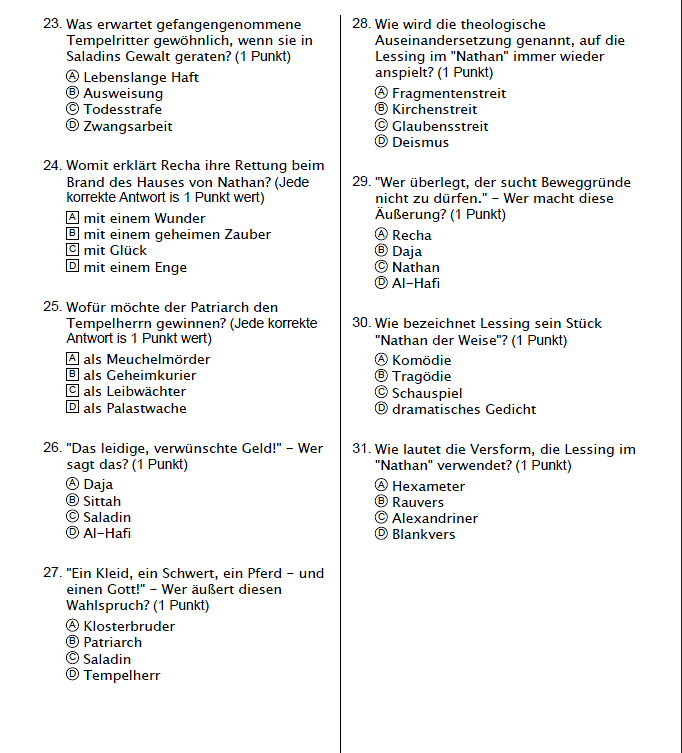 23. Was erwartet gefangengenommene
Tempelritter gewöhnlich, wenn sie in
Saladins Gewalt geraten? (1 Punkt)
A Lebenslange Haft
B Ausweisung
C Todesstrafe
D Zwangsarbeit
24. Womit erklärt Recha ihre Rettung beim
Brand des Hauses von Nathan? (Jede
korrekte Antwort is 1 Punkt wert)
A mit einem Wunder
B mit einem geheimen Zauber
C mit Glück
D mit einem Enge
25. Wofür möchte der Patriarch den
Tempelherrn gewinnen? (Jede korrekte
Antwort is 1 Punkt wert)
A als Meuchelmörder
B als Geheimkurier
C als Leibwächter
D als Palastwache
26. "Das leidige, verwünschte Geld!" - Wer
sagt das? (1 Punkt)
A Daja
B Sittah
C Saladin
D Al-Hafi
27. "Ein Kleid, ein Schwert, ein Pferd - und
einen Gott!" - Wer äußert diesen
Wahlspruch? (1 Punkt)
A Klosterbruder
B Patriarch
C Saladin
D Tempelherr
28. Wie wird die theologische
Auseinandersetzung genannt, auf die
Lessing im "Nathan" immer wieder
anspielt? (1 Punkt)
A Fragmentenstreit
B Kirchenstreit
C Glaubensstreit
D Deismus
29. "Wer überlegt, der sucht Beweggründe
nicht zu dürfen." - Wer macht diese
Äußerung? (1 Punkt)
A Recha
B Daja
C Nathan
D Al-Hafi
30. Wie bezeichnet Lessing sein Stück
"Nathan der Weise"? (1 Punkt)
A Komödie
B Tragödie
C Schauspiel
D dramatisches Gedicht
31. Wie lautet die Versform, die Lessing im
"Nathan" verwendet? (1 Punkt)
A Hexameter
B Rauvers
C Alexandriner
D Blankvers